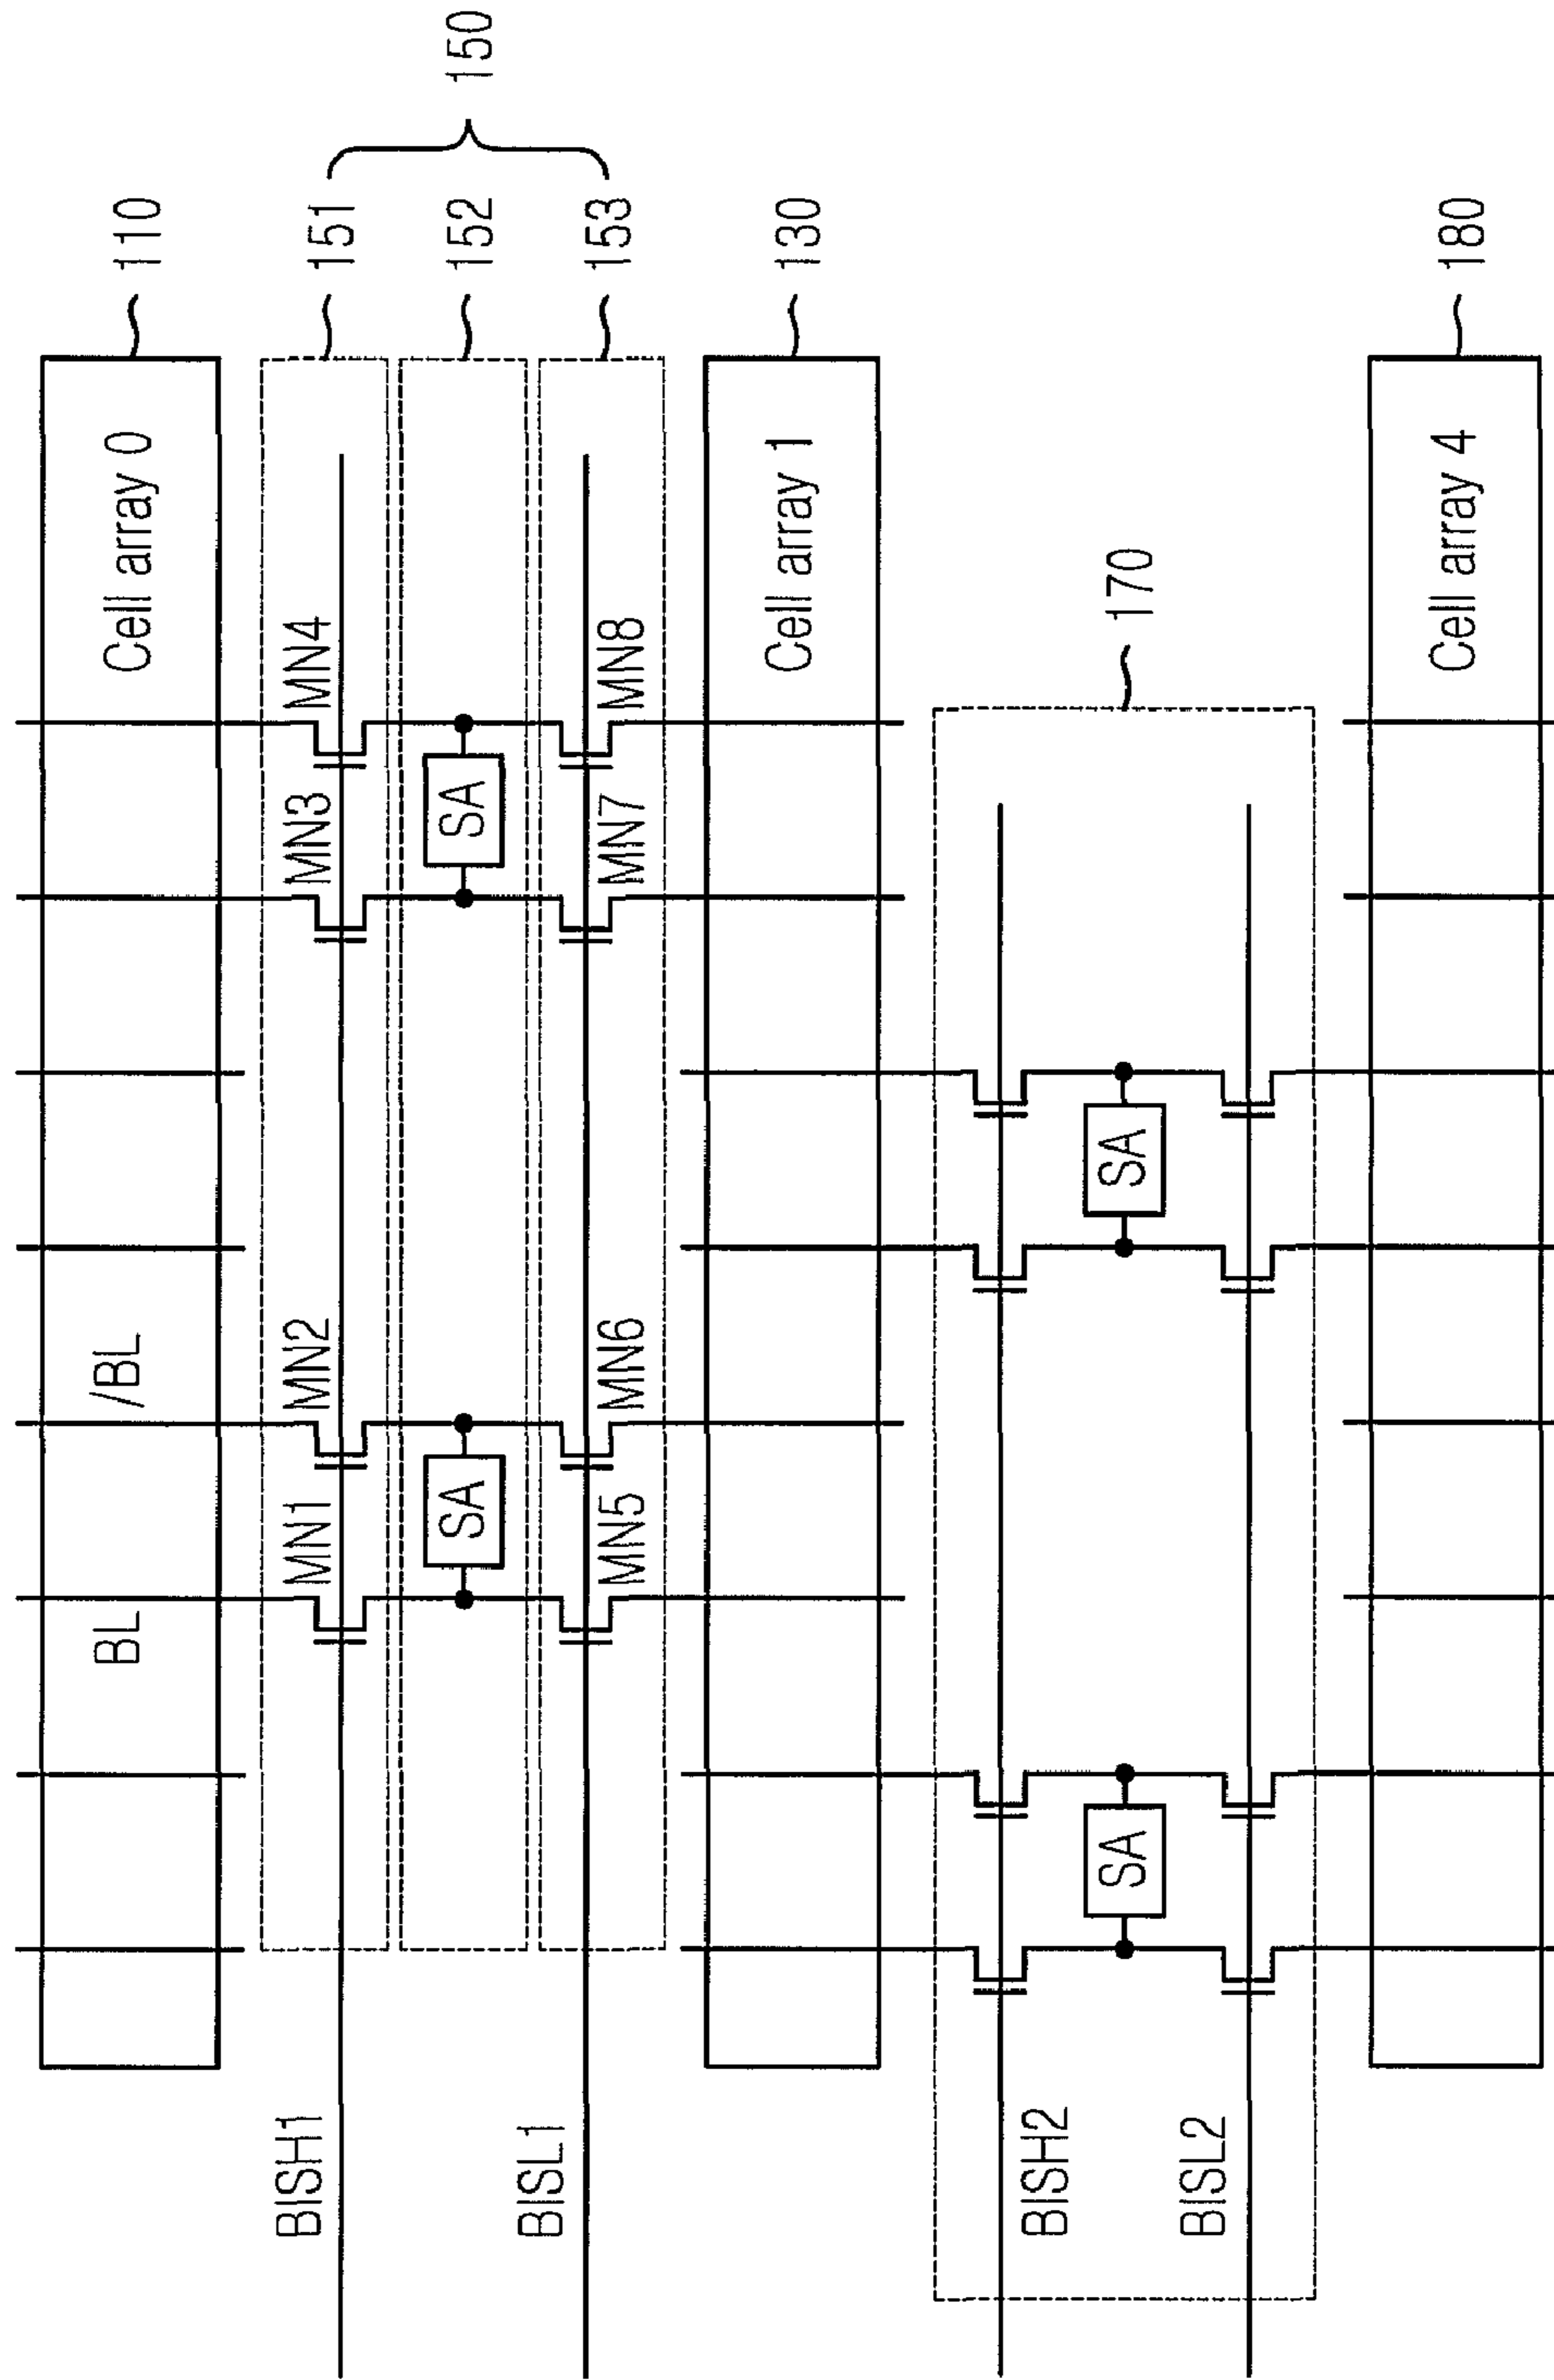 150
110
151
152
153
130
180
Cell array 0
Cell array 1
Cell array 4
170
MN4
MN8
SA
MN3
MN7
SA
/BL
MN2
MN6
SA
MN1
MN5
BL
SA
BISH1
BISL1
BISH2
BISL2